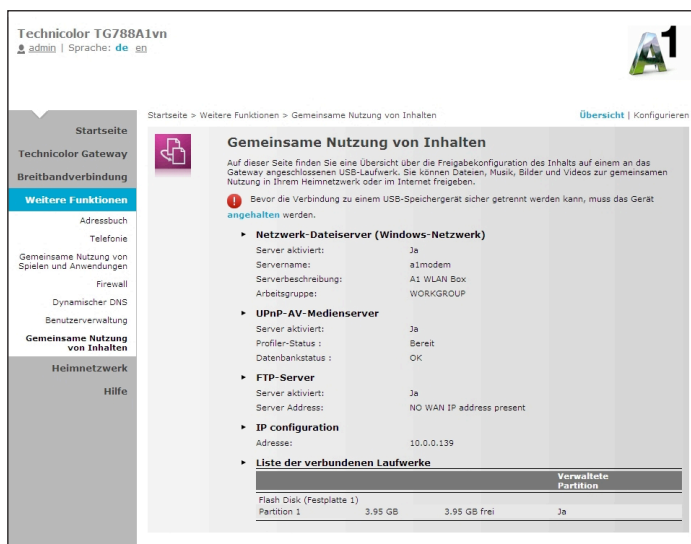 Technicolor TG788A1vn
admin | Sprache: de en
A1
Startseite > Weitere Funktionen > Gemeinsame Nutzung von Inhalten
Übersicht | Konfigurieren
Startseite
Technicolor Gateway
Breitbandverbindung
Weitere Funktionen
Adressbuch
Telefonie
Gemeinsame Nutzung von
Spielen und Anwendungen
Firewall
Dynamischer DNS
Benutzerverwaltung
Gemeinsame Nutzung
von Inhalten
Heimnetzwerk
Hilfe
Gemeinsame Nutzung von Inhalten
Auf dieser Seite finden Sie eine Übersicht über die Freigabekonfiguration des Inhalts auf einem an das
Gateway angeschlossenen USB-Laufwerk. Sie können Dateien, Musik, Bilder und Videos zur gemeinsamen
Nutzung in Ihrem Heimnetzwerk oder im Internet freigeben.
Bevor die Verbindung zu einem USB-Speichergerät sicher getrennt werden kann, muss das Gerät
angehalten werden.
Netzwerk-Dateiserver (Windows-Netzwerk)
Server aktiviert: Ja
Servername: a1modem
Serverbeschreibung: A1 WLAN Box
Arbeitsgruppe: WORKGROUP
UPnP-AV-Medienserver
Server aktiviert: Ja
Profiler-Status : Bereit
Datenbankstatus : OK
FTP-Server
Server aktiviert: Ja
Server Address: NO WAN IP address present
IP configuration
Adresse: 10.0.0.139
Liste der verbundenen Laufwerke
Verwaltete
Partition
Flash Disk (Festplatte 1)
Partition 1 3.95 GB 3.95 GB frei Ja